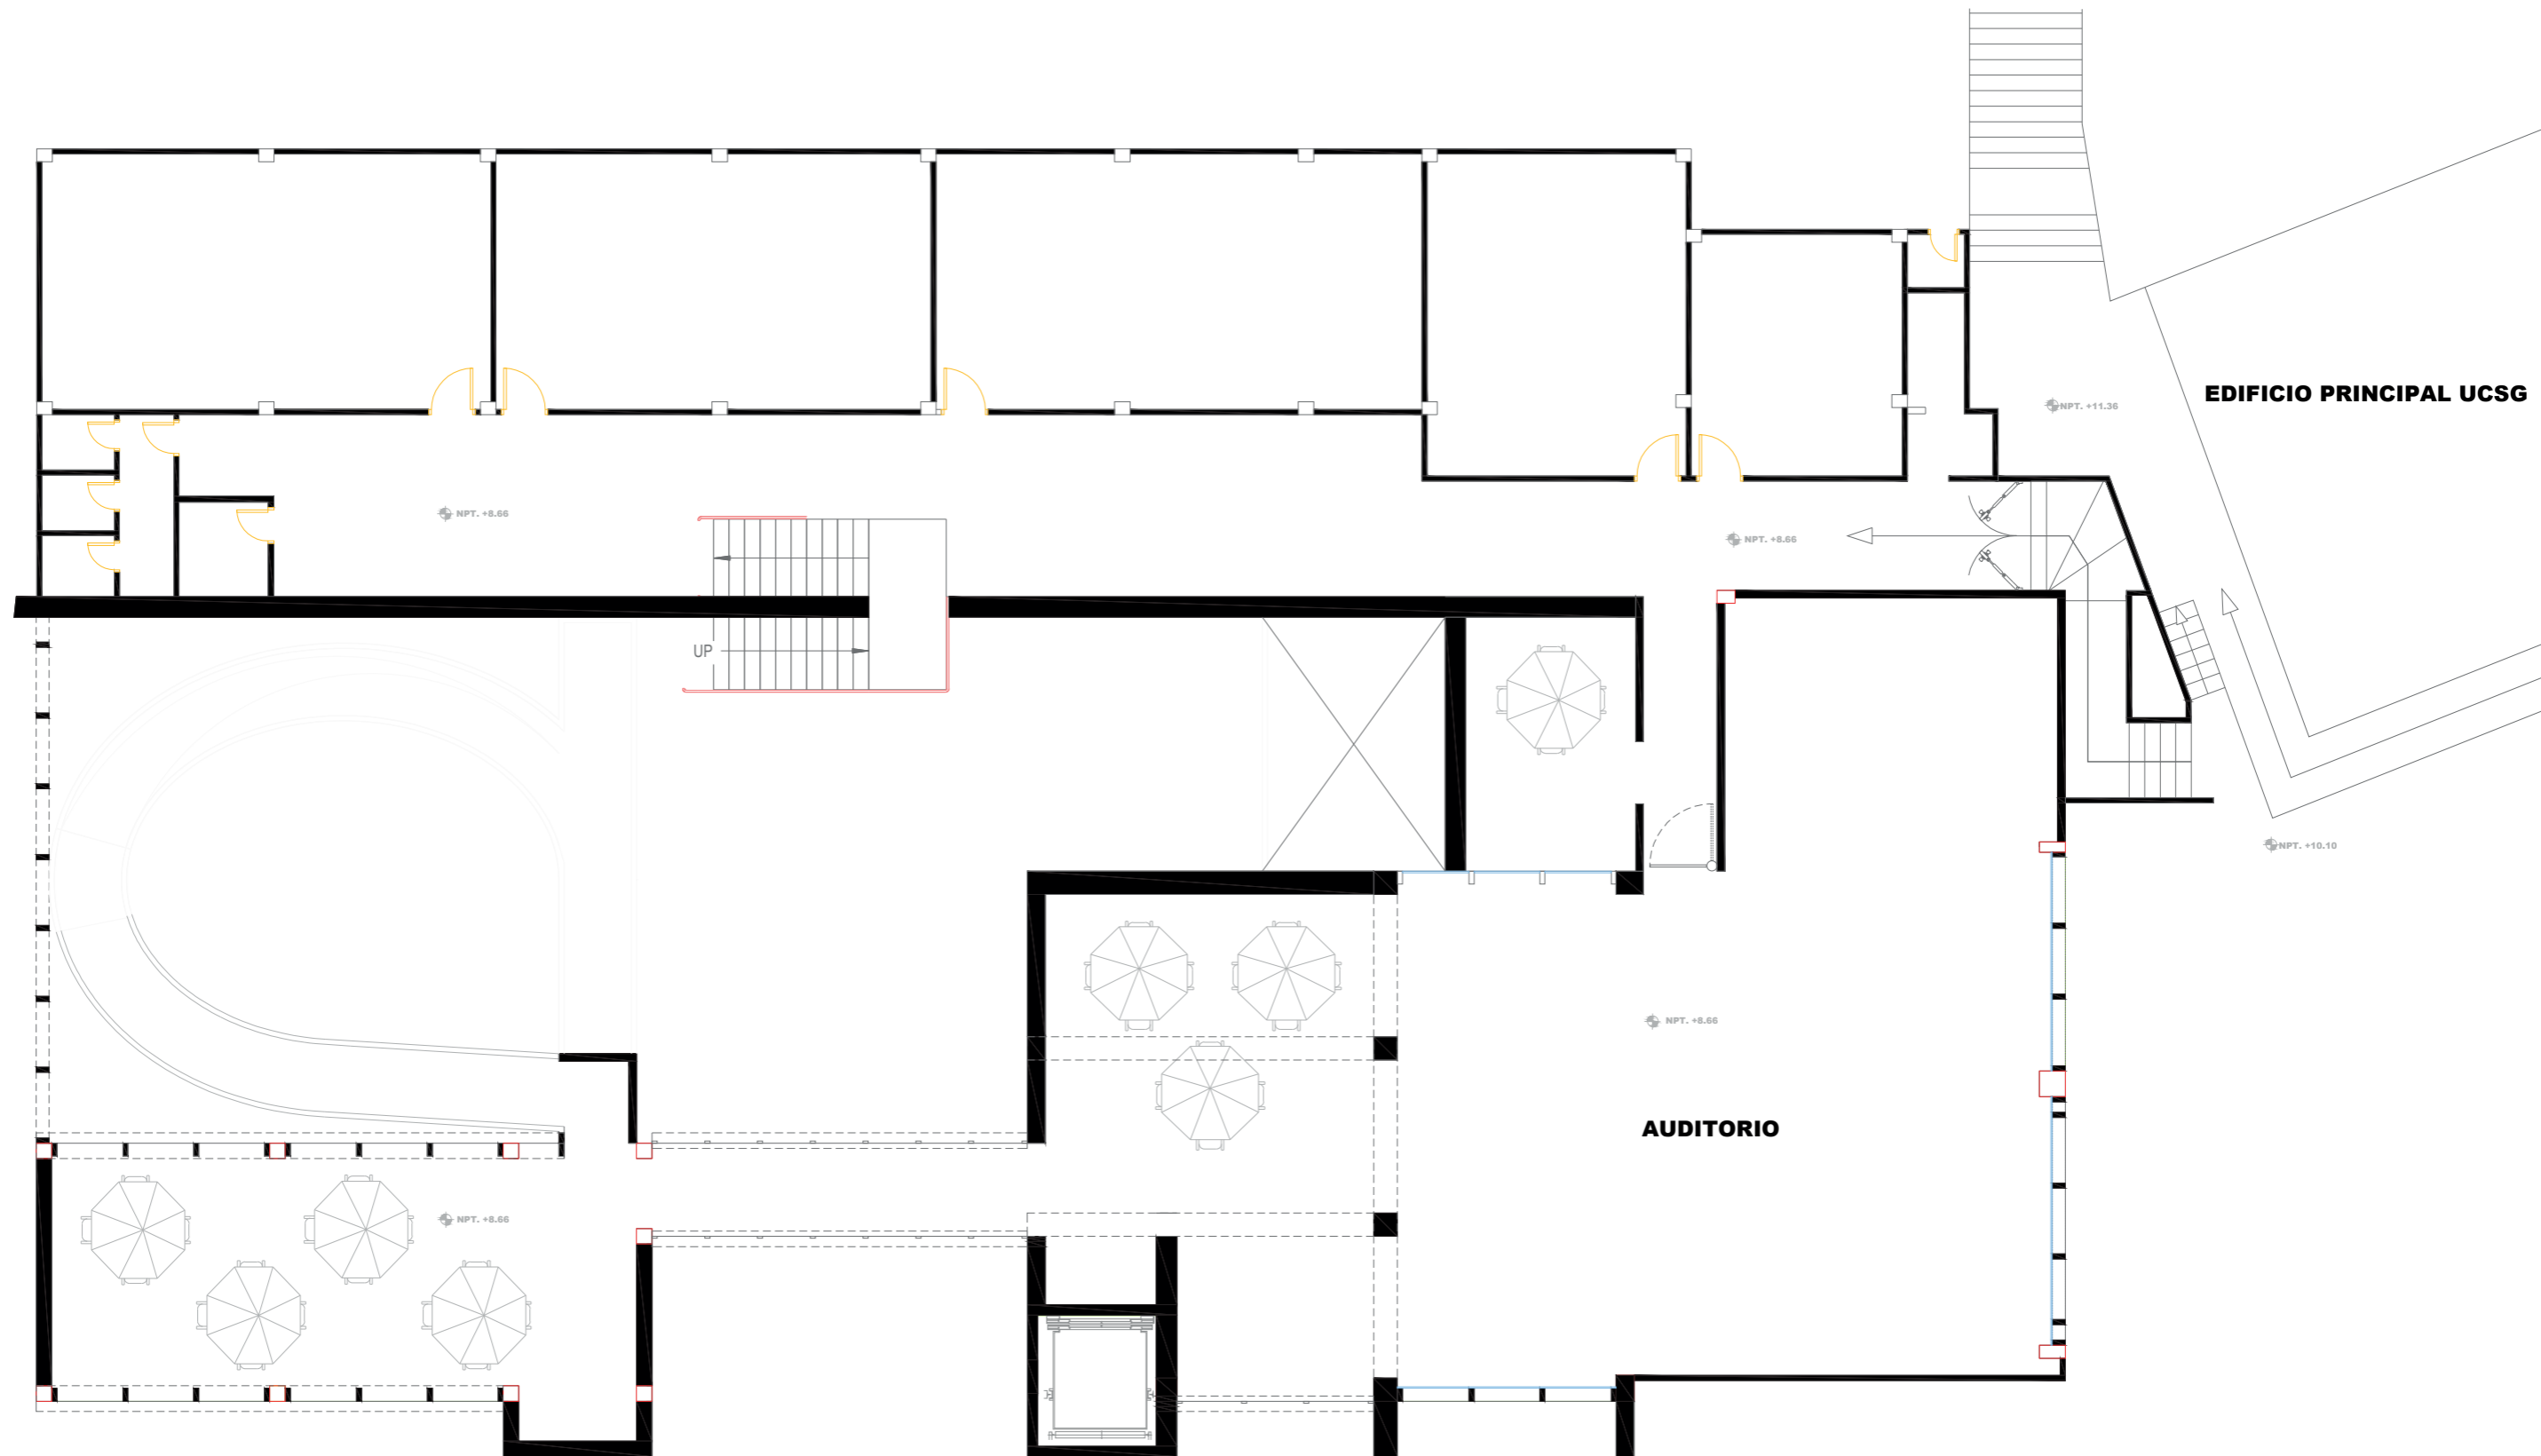 EDIFICIO PRINCIPAL UCSG
NPT. +11.36
NPT. +8.66
NPT. +8.66
UP
NPT. +10.10
NPT. +8.66
AUDITORIO
NPT. +8.66